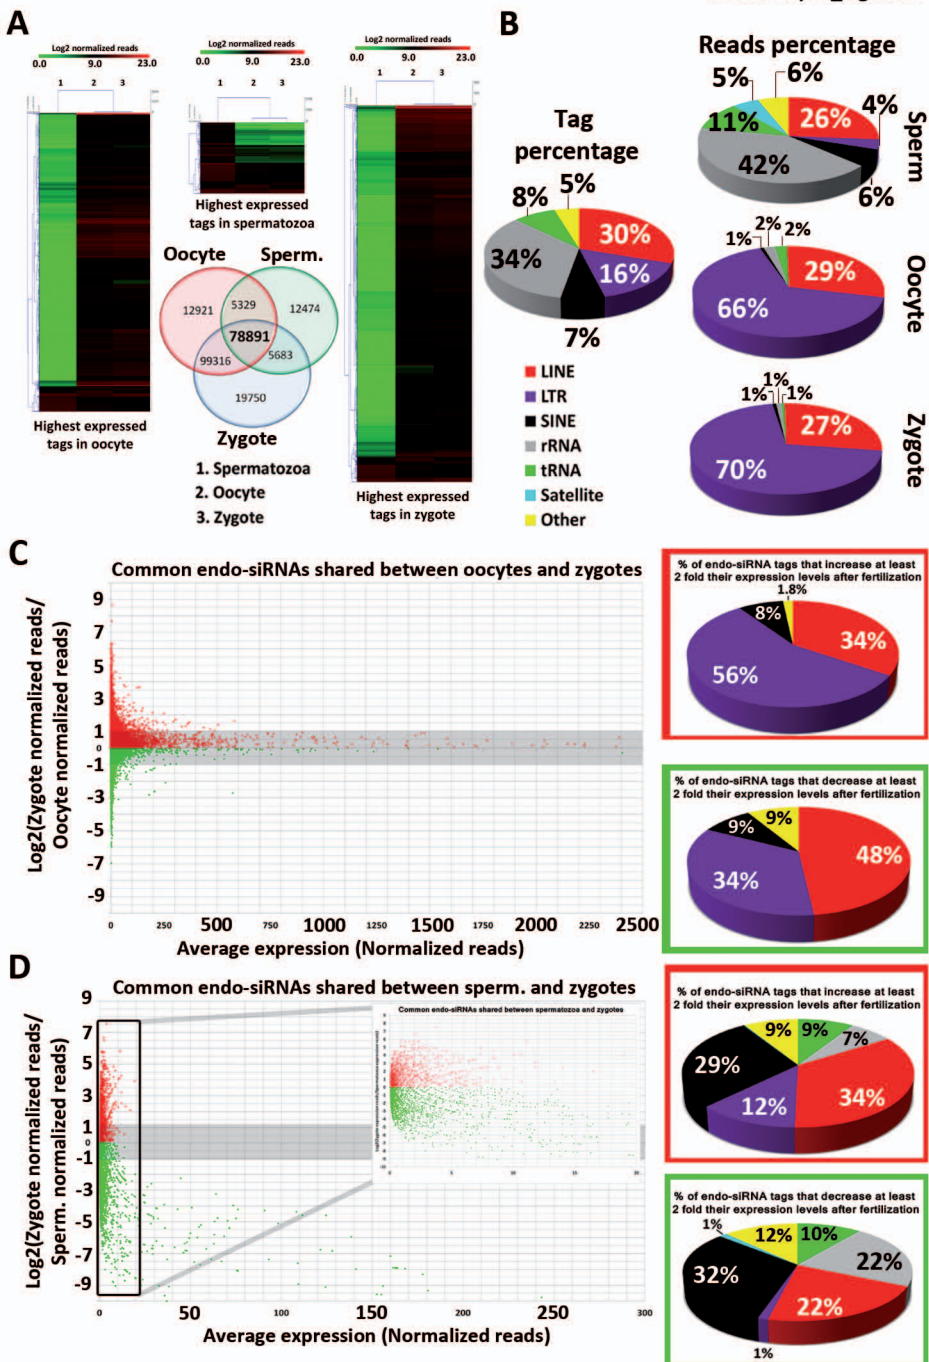 A
Log2 normalized reads
0.0 9.0 23.0
1 2 3
Highest expressed
tags in oocyte
Log2 normalized reads
0.0 9.0 23.0
1 2 3
Highest expressed
tags in spermatozoa
Log2 normalized reads
0.0 9.0 23.0
1 2 3
Highest expressed
tags in zygote
Oocyte Sperm.
12921 5329 12474
78891
99316 5683
19750
Zygote
1. Spermatozoa
2. Oocyte
3. Zygote
B
Tag
percentage
8% 5%
30%
34% 16%
7%
LINE
LTR
SINE
rRNA
tRNA
Satellite
Other
Reads percentage
5% 6%
11% 26% 4%
42% 6%
Sperm
1% 2% 2%
29%
66%
Oocyte
1% 1% 1%
27%
70%
Zygote
C
Common endo-siRNAs shared between oocytes and zygotes
Log2(Zygote normalized reads/
Oocyte normalized reads)
9
7
5
3
1
0
-1
-3
-5
-7
-9
0 250 500 750 1000 1250 1500 1750 2000 2250 2500
Average expression (Normalized reads)
% of endo-siRNA tags that increase at least
2 fold their expression levels after fertilization
1.8%
8%
34%
56%
% of endo-siRNA tags that decrease at least
2 fold their expression levels after fertilization
9% 9%
48%
34%
D
Common endo-siRNAs shared between sperm. and zygotes
Log2(Zygote normalized reads/
Sperm. normalized reads)
9
7
5
3
1
0
-1
-3
-5
-7
-9
0 50 100 150 200 250 300
Average expression (Normalized reads)
Common endo-siRNAs shared between spermatozoa and zygotes
0 5 10 15 20
% of endo-siRNA tags that increase at least
2 fold their expression levels after fertilization
9% 9%
7%
29%
12% 34%
% of endo-siRNA tags that decrease at least
2 fold their expression levels after fertilization
1%
12% 10%
22%
32%
22%
1%